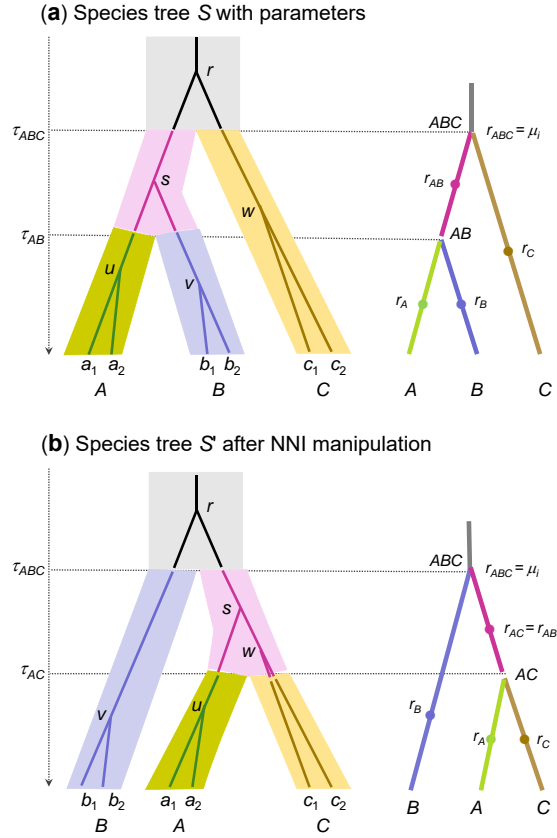 (a) Species tree S with parameters
r
ABC
τABC
rABC = μi
s
rAB
w
τAB
AB
u
rC
v
rA
rB
a1 a2 b1 b2 c1 c2
A B C A B C
(b) Species tree S' after NNI manipulation
r
ABC
τABC
rABC = μi
s
rAC = rAB
w
τAC
AC
u
v
rB
rA
rC
b1 b2 a1 a2 c1 c2
B A C B A C